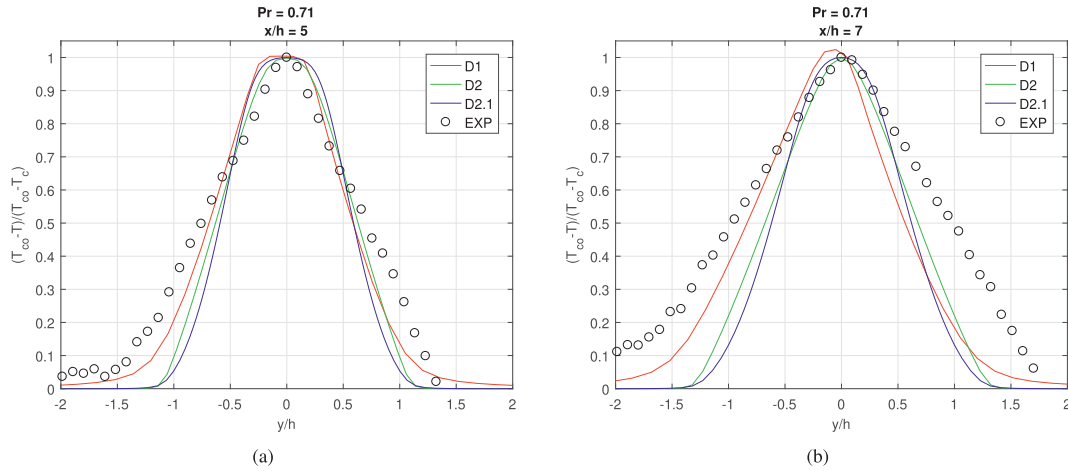 Pr = 0.71
x/h = 5
(T_co-T)/(T_co-T_c)
1
0.9
0.8
0.7
0.6
0.5
0.4
0.3
0.2
0.1
0
-2 -1.5 -1 -0.5 0 0.5 1 1.5 2
y/h
D1
D2
D2.1
EXP
(a)
Pr = 0.71
x/h = 7
(T_co-T)/(T_co-T_c)
1
0.9
0.8
0.7
0.6
0.5
0.4
0.3
0.2
0.1
0
-2 -1.5 -1 -0.5 0 0.5 1 1.5 2
y/h
D1
D2
D2.1
EXP
(b)